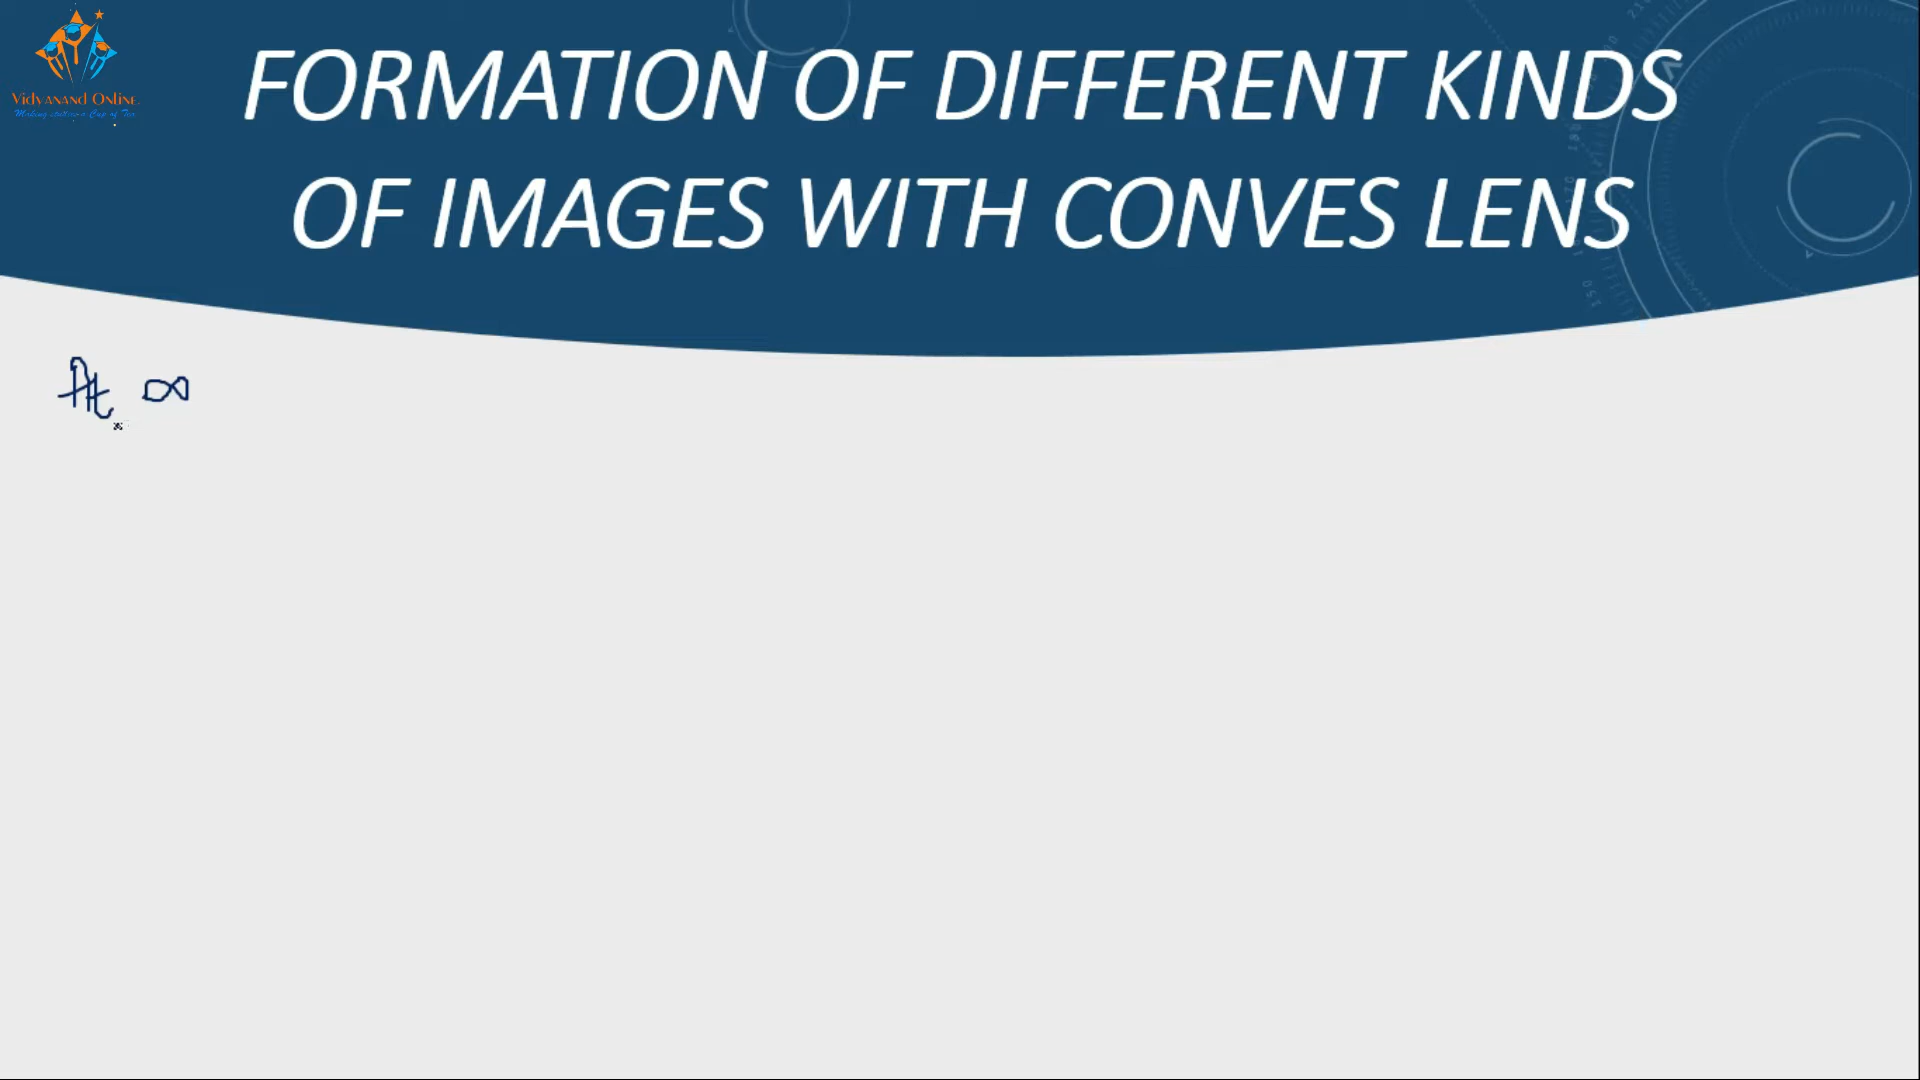 Vidyanand Online
FORMATION OF DIFFERENT KINDS
OF IMAGES WITH CONVES LENS
At ∞